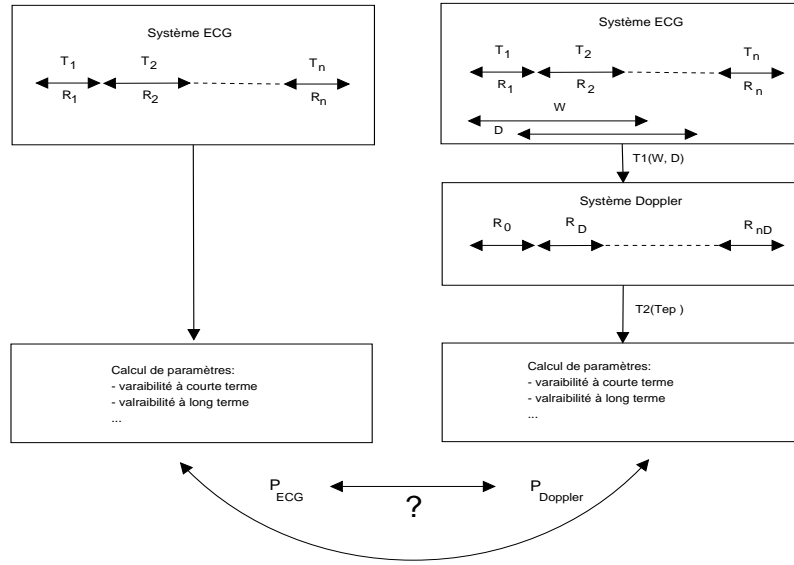 Système ECG
T1 T2 Tn
R1 R2 Rn
Calcul de paramètres:
- varaibilité à courte terme
- valraibilité à long terme
...
Système ECG
T1 T2 Tn
R1 R2 Rn
W
D
T1(W, D)
Système Doppler
R0 RD RnD
T2(Tep )
Calcul de paramètres:
- varaibilité à courte terme
- valraibilité à long terme
...
PECG ? PDoppler